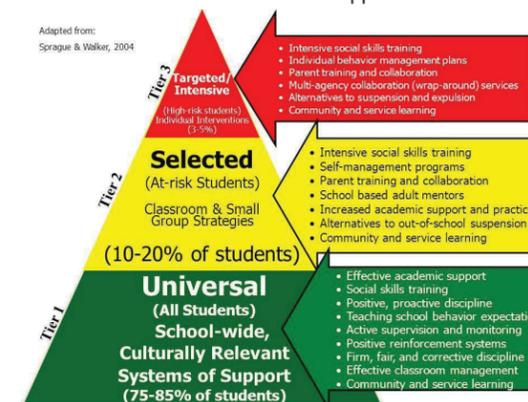 Adapted from:
Sprague & Walker, 2004
Tier 3
Targeted/
Intensive
(High-risk students)
Individual Interventions
(3-5%)
• Intensive social skills training
• Individual behavior management plans
• Parent training and collaboration
• Multi-agency collaboration (wrap-around) services
• Alternatives to suspension and expulsion
• Community and service learning
Tier 2
Selected
(At-risk Students)
Classroom & Small
Group Strategies
(10-20% of students)
• Intensive social skills training
• Self-management programs
• Parent training and collaboration
• School based adult mentors
• Increased academic support and practic
• Alternatives to out-of-school suspension
• Community and service learning
Tier 1
Universal
(All Students)
School-wide,
Culturally Relevant
Systems of Support
(75-85% of students)
• Effective academic support
• Social skills training
• Positive, proactive discipline
• Teaching school behavior expectati
• Active supervision and monitoring
• Positive reinforcement systems
• Firm, fair, and corrective discipline
• Effective classroom management
• Community and service learning